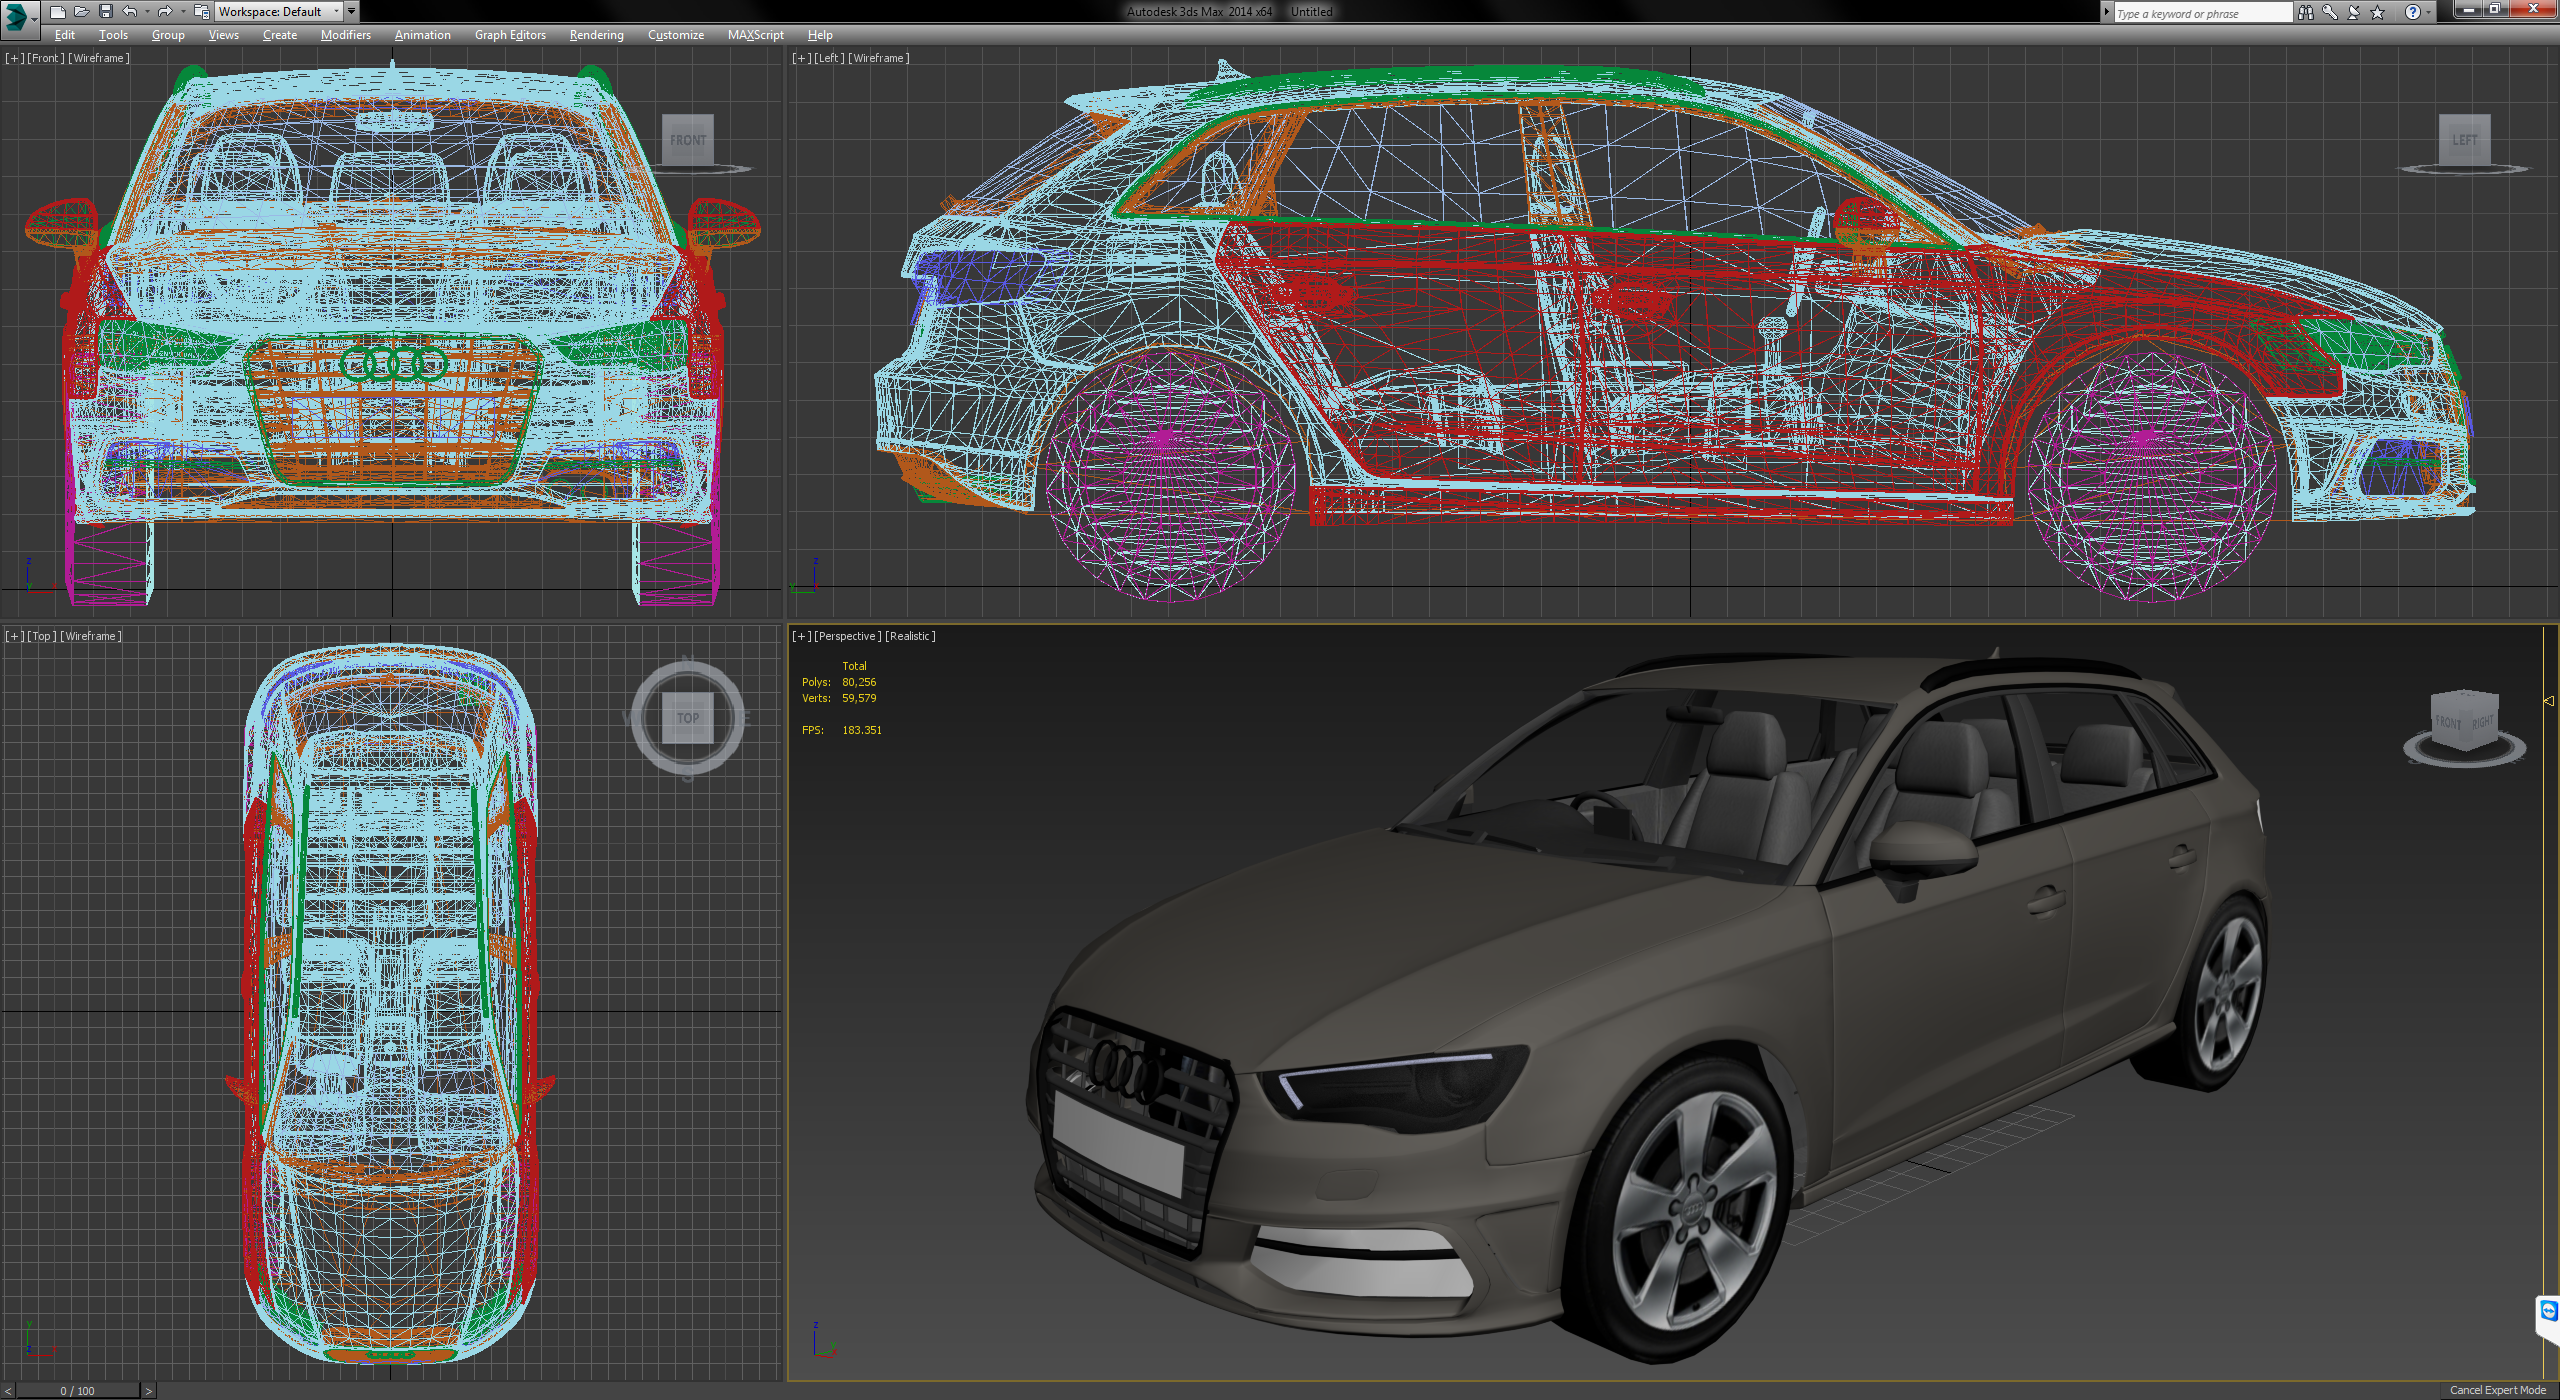 Workspace: Default
Autodesk 3ds Max 2014 x64 Untitled
Type a keyword or phrase
Edit Tools Group Views Create Modifiers Animation Graph Editors Rendering Customize MAXScript Help
[+] [Front] [Wireframe]
FRONT
z
[+] [Left] [Wireframe]
LEFT
z
y
[+] [Top] [Wireframe]
N
TOP
E
S
y
z
[+] [Perspective] [Realistic]
Total
Polys: 80,256
Verts: 59,579
FPS: 183.351
FRONT RIGHT
z
< 0 / 100 >
Cancel Expert Mode